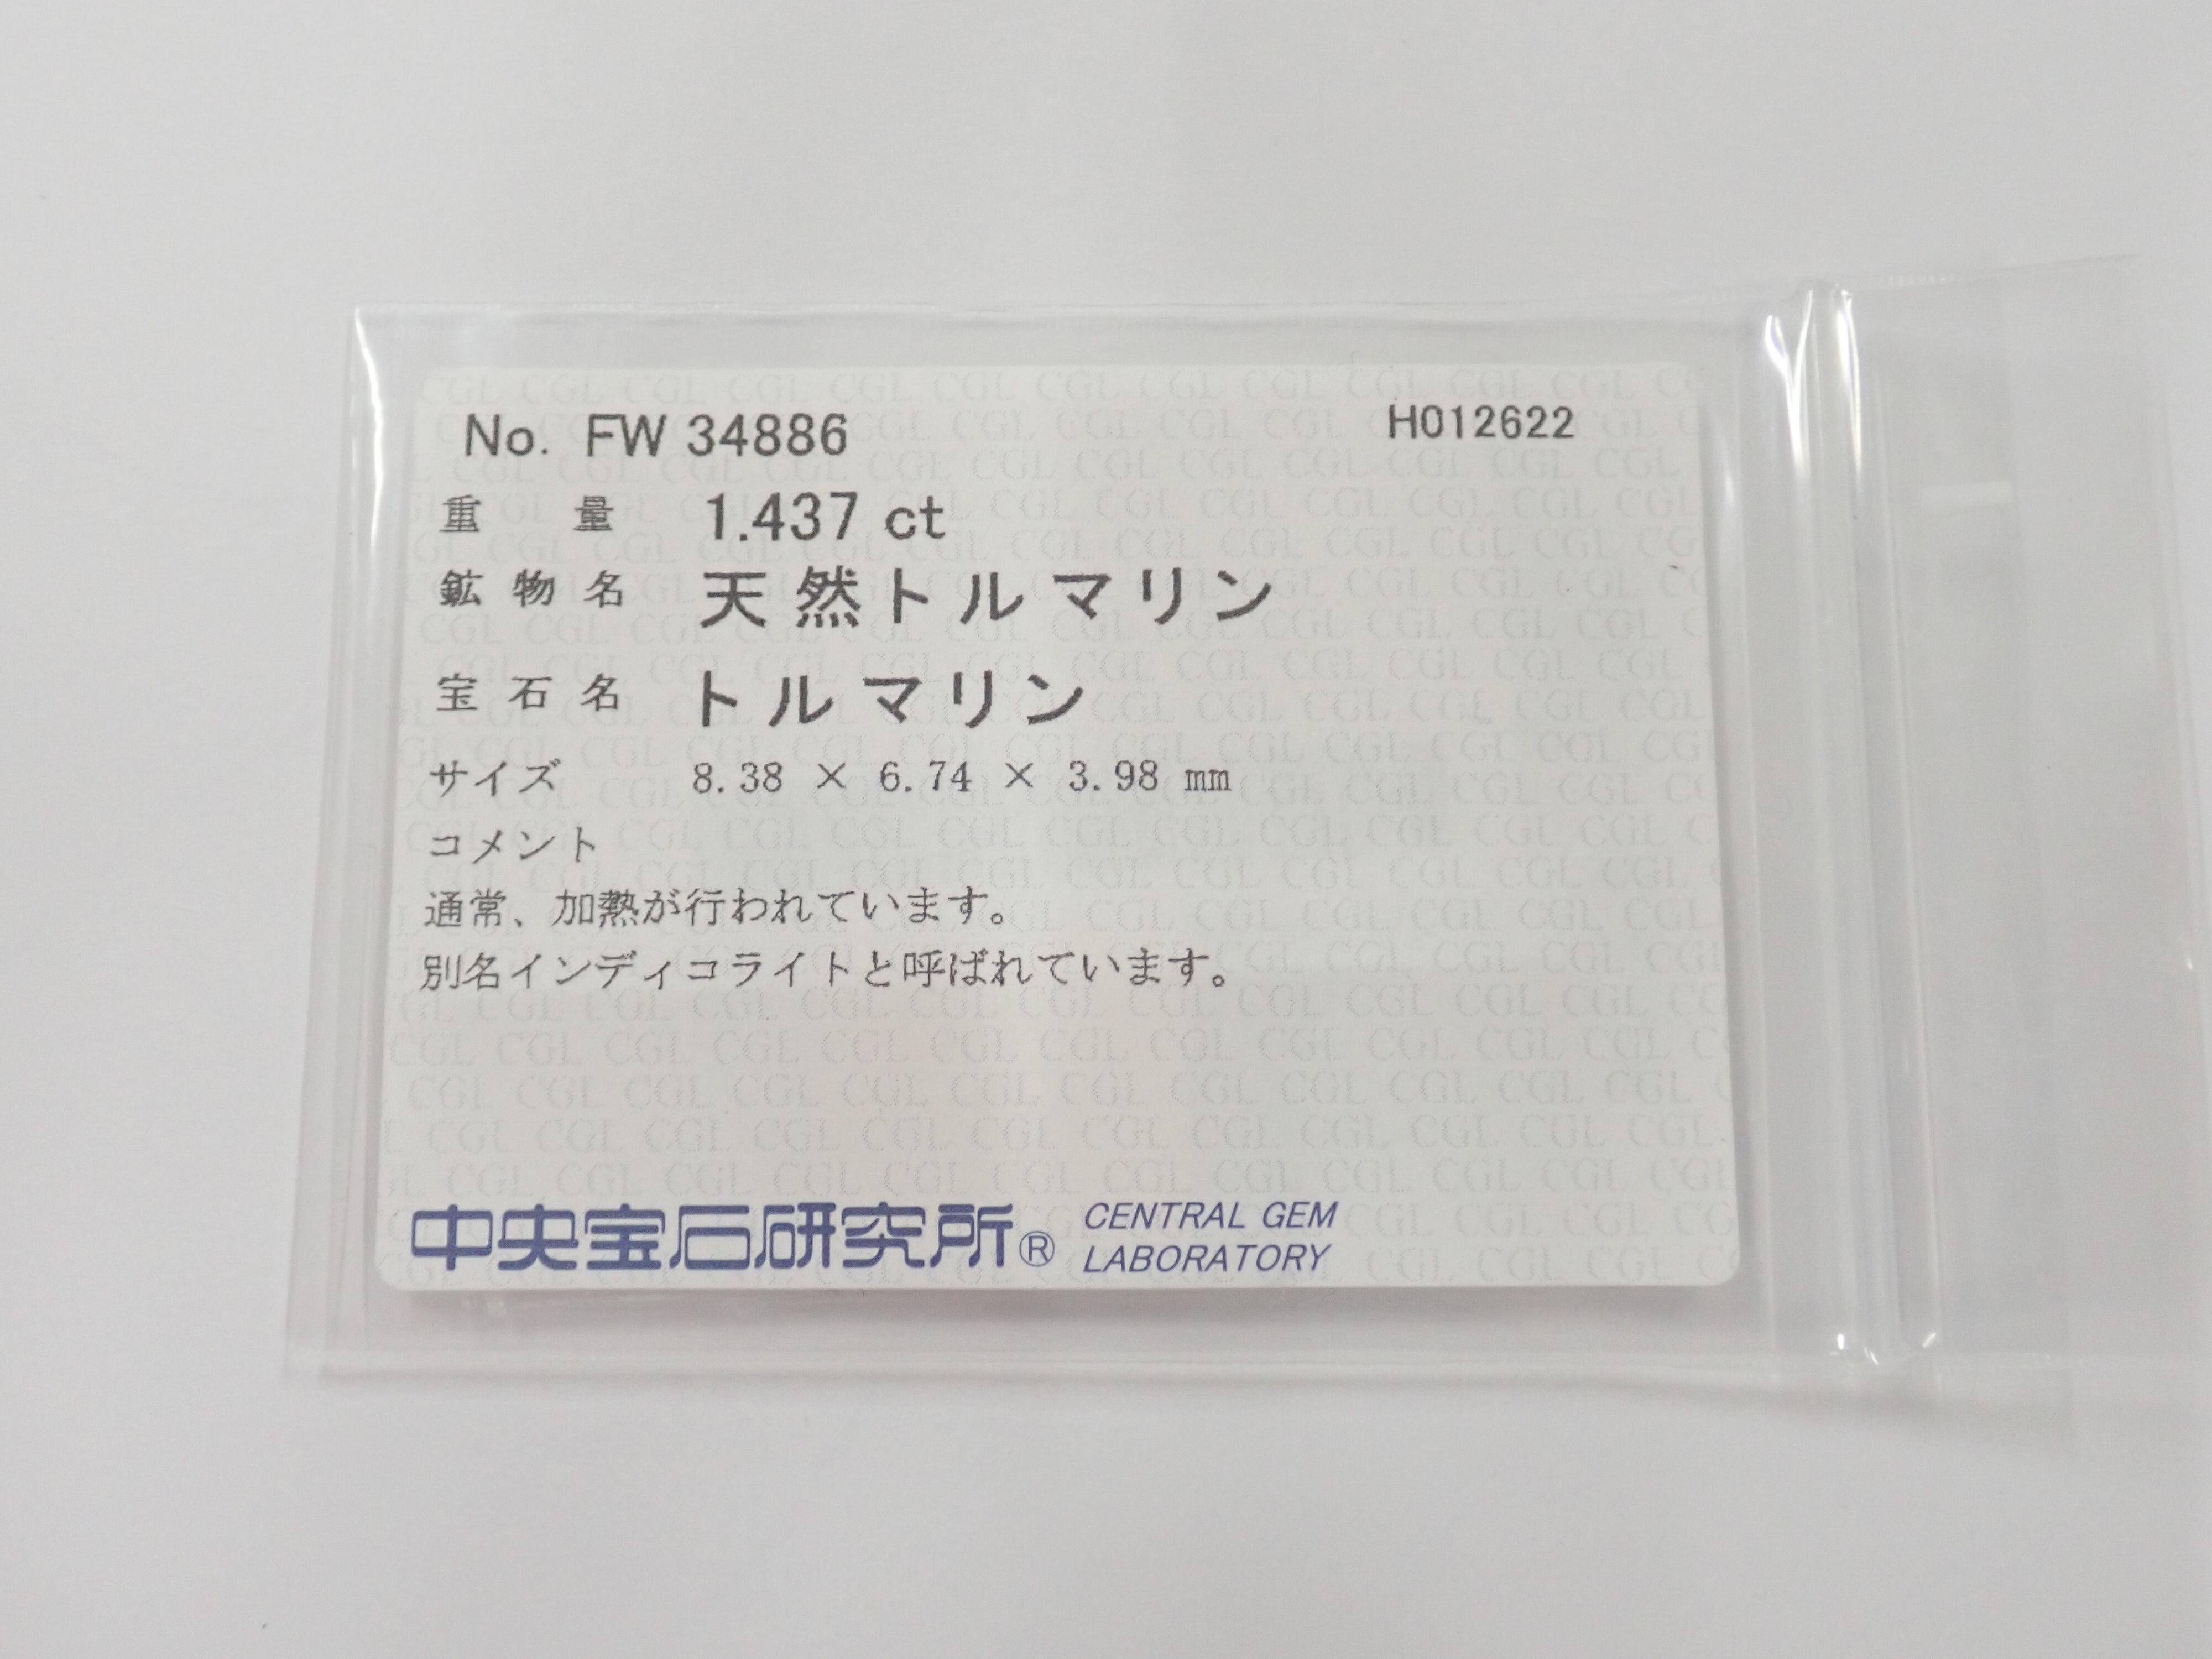 No. FW 34886
H012622
重量 1.437 ct
鉱物名 天然トルマリン
宝石名 トルマリン
サイズ 8.38 × 6.74 × 3.98 mm
コメント
通常、加熱が行われています。
別名インディコライトと呼ばれています。
中央宝石研究所® CENTRAL GEM
LABORATORY